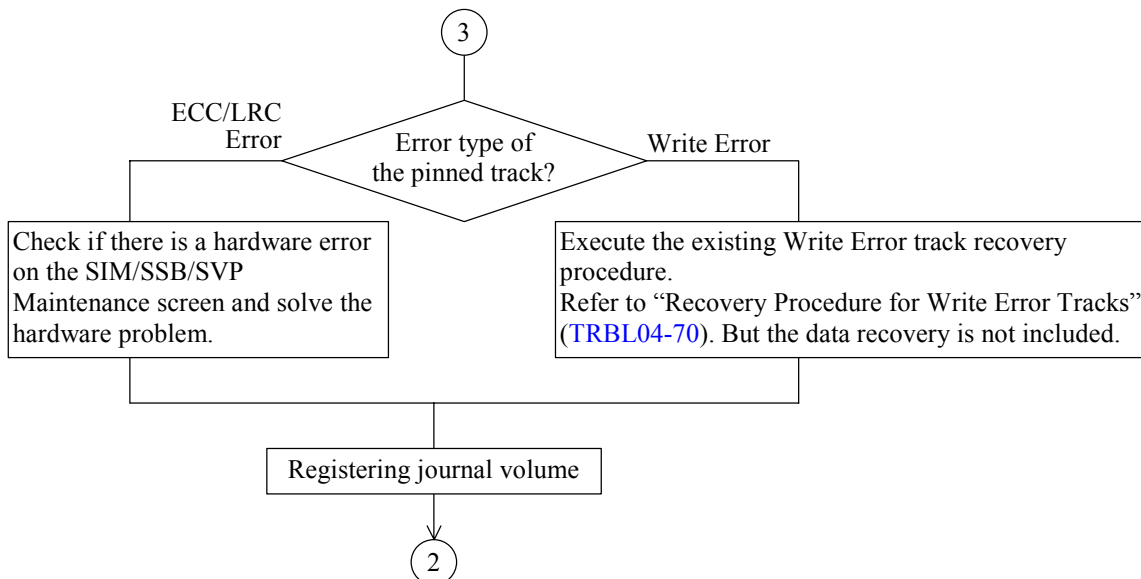 3
ECC/LRC
Error
Error type of
the pinned track?
Write Error
Check if there is a hardware error
on the SIM/SSB/SVP
Maintenance screen and solve the
hardware problem.
Execute the existing Write Error track recovery
procedure.
Refer to “Recovery Procedure for Write Error Tracks”
(TRBL04-70). But the data recovery is not included.
Registering journal volume
2